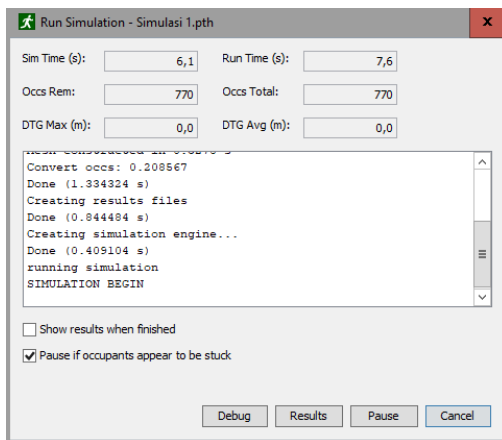 Run Simulation - Simulasi 1.pth
x
Sim Time (s): 6,1 Run Time (s): 7,6
Occs Rem: 770 Occs Total: 770
DTG Max (m): 0,0 DTG Avg (m): 0,0
Convert occs: 0.208567
Done (1.334324 s)
Creating results files
Done (0.844484 s)
Creating simulation engine...
Done (0.409104 s)
running simulation
SIMULATION BEGIN
Show results when finished
Pause if occupants appear to be stuck
Debug Results Pause Cancel